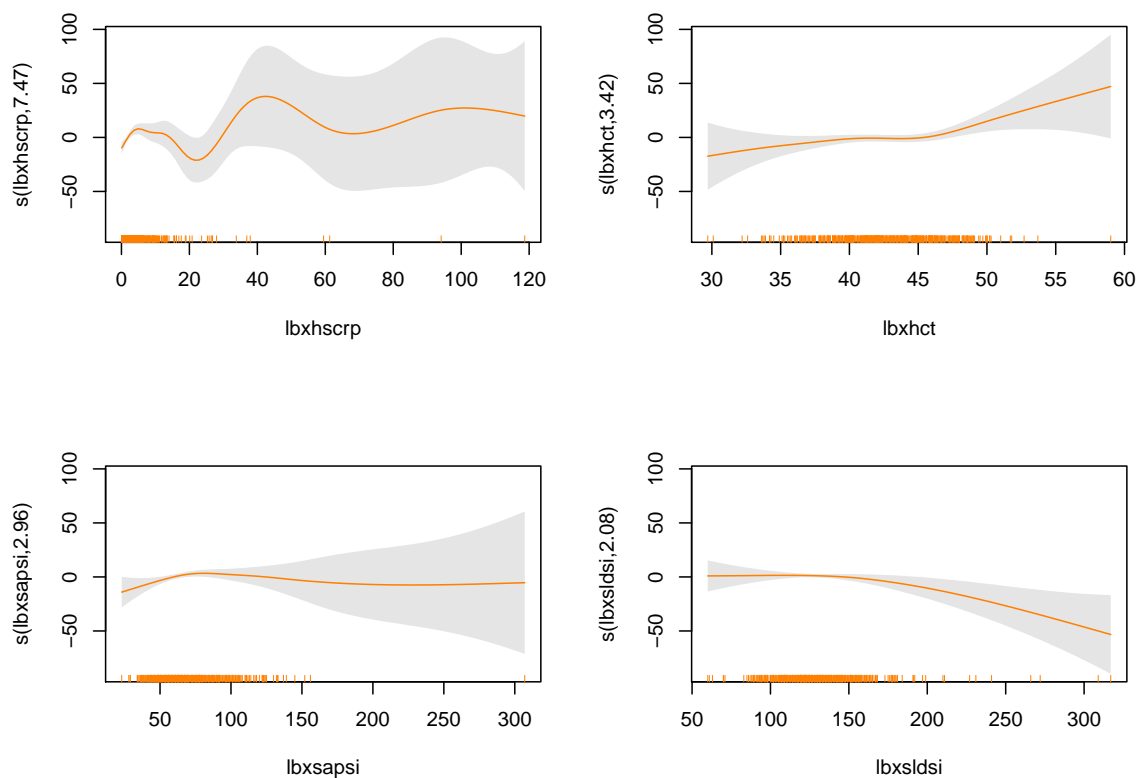 s(lbxhscrp,7.47)
100
50
0
−50
0 20 40 60 80 100 120
lbxhscrp
s(lbxhct,3.42)
100
50
0
−50
30 35 40 45 50 55 60
lbxhct
s(lbxsapsi,2.96)
100
50
0
−50
50 100 150 200 250 300
lbxsapsi
s(lbxsldsi,2.08)
100
50
0
−50
50 100 150 200 250 300
lbxsldsi